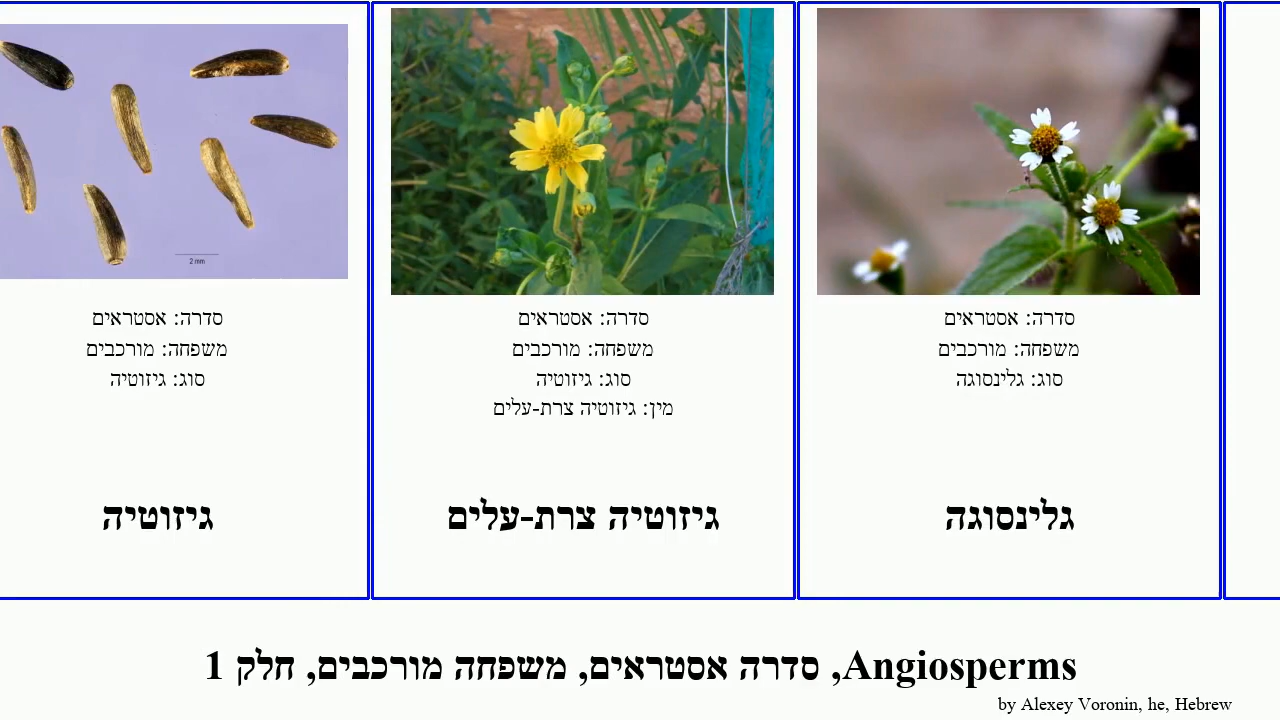 2 mm
סדרה: אסטראים
משפחה: מורכבים
סוג: גיזוטיה
גיזוטיה
סדרה: אסטראים
משפחה: מורכבים
סוג: גיזוטיה
מין: גיזוטיה צרת-עלים
גיזוטיה צרת-עלים
סדרה: אסטראים
משפחה: מורכבים
סוג: גלינסוגה
גלינסוגה
Angiosperms, סדרה אסטראים, משפחה מורכבים, חלק 1
by Alexey Voronin, he, Hebrew